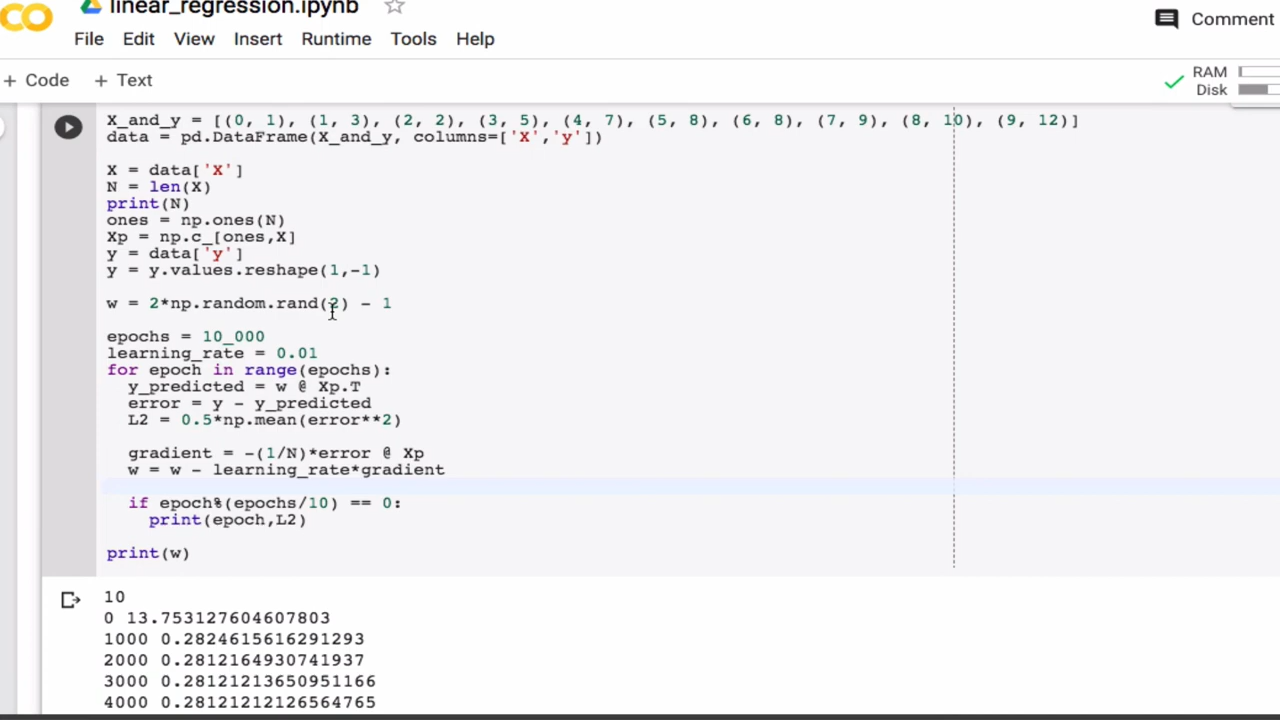 linear_regression.ipynb
Comment
File Edit View Insert Runtime Tools Help
+ Code + Text
RAM
Disk
X_and_y = [(0, 1), (1, 3), (2, 2), (3, 5), (4, 7), (5, 8), (6, 8), (7, 9), (8, 10), (9, 12)]
data = pd.DataFrame(X_and_y, columns=['X','y'])
X = data['X']
N = len(X)
print(N)
ones = np.ones(N)
Xp = np.c_[ones,X]
y = data['y']
y = y.values.reshape(1,-1)
w = 2*np.random.rand(2) - 1
epochs = 10_000
learning_rate = 0.01
for epoch in range(epochs):
  y_predicted = w @ Xp.T
  error = y - y_predicted
  L2 = 0.5*np.mean(error**2)
  gradient = -(1/N)*error @ Xp
  w = w - learning_rate*gradient
  if epoch%(epochs/10) == 0:
    print(epoch,L2)
print(w)
10
0 13.753127604607803
1000 0.28246156162​91293
2000 0.2812164930741937
3000 0.281212136509511​66
4000 0.28121212126564765